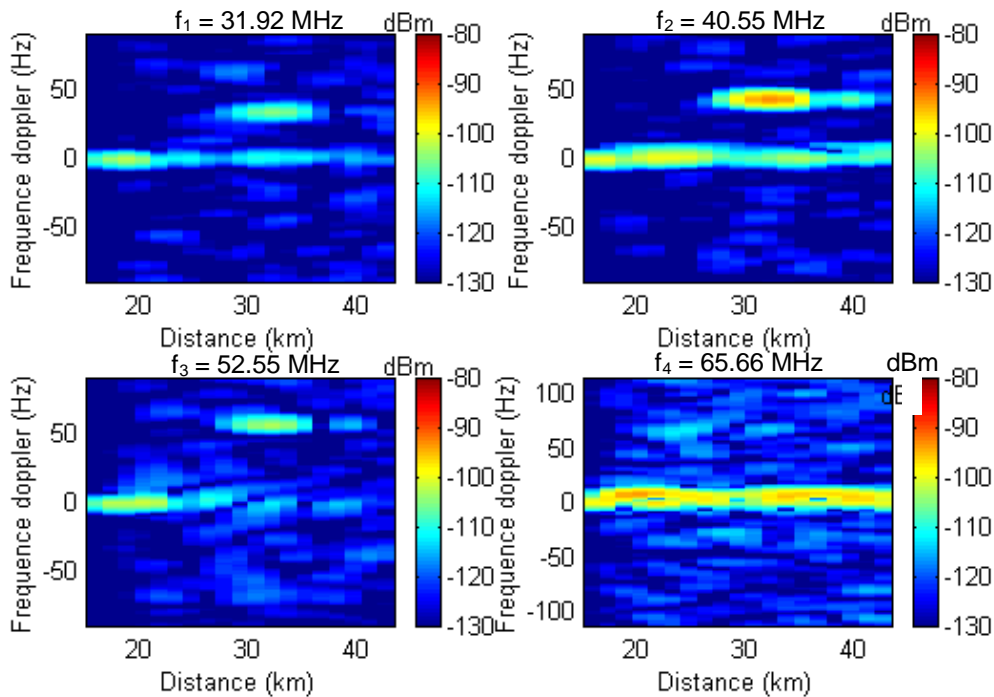 f₁ = 31.92 MHz dBm
f₂ = 40.55 MHz dBm
Frequence doppler (Hz)
50
0
-50
20 30 40
Distance (km)
-80
-90
-100
-110
-120
-130
Frequence doppler (Hz)
50
0
-50
20 30 40
Distance (km)
-80
-90
-100
-110
-120
-130
f₃ = 52.55 MHz dBm
f₄ = 65.66 MHz dBm
Frequence doppler (Hz)
50
0
-50
20 30 40
Distance (km)
-80
-90
-100
-110
-120
-130
Frequence doppler (Hz)
100
50
0
-50
-100
20 30 40
Distance (km)
-80
-90
-100
-110
-120
-130